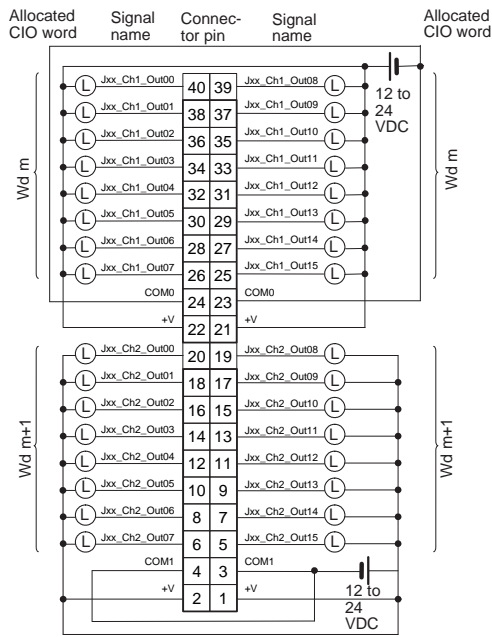 Allocated CIO word Signal name Connec-tor pin Signal name Allocated CIO word
L Jxx_Ch1_Out00 40 39 Jxx_Ch1_Out08 L
12 to 24 VDC
L Jxx_Ch1_Out01 38 37 Jxx_Ch1_Out09 L
L Jxx_Ch1_Out02 36 35 Jxx_Ch1_Out10 L
L Jxx_Ch1_Out03 34 33 Jxx_Ch1_Out11 L
Wd m
Wd m
L Jxx_Ch1_Out04 32 31 Jxx_Ch1_Out12 L
L Jxx_Ch1_Out05 30 29 Jxx_Ch1_Out13 L
L Jxx_Ch1_Out06 28 27 Jxx_Ch1_Out14 L
L Jxx_Ch1_Out07 26 25 Jxx_Ch1_Out15 L
COM0 24 23 COM0
+V 22 21 +V
L Jxx_Ch2_Out00 20 19 Jxx_Ch2_Out08 L
L Jxx_Ch2_Out01 18 17 Jxx_Ch2_Out09 L
L Jxx_Ch2_Out02 16 15 Jxx_Ch2_Out10 L
L Jxx_Ch2_Out03 14 13 Jxx_Ch2_Out11 L
Wd m+1
Wd m+1
L Jxx_Ch2_Out04 12 11 Jxx_Ch2_Out12 L
L Jxx_Ch2_Out05 10 9 Jxx_Ch2_Out13 L
L Jxx_Ch2_Out06 8 7 Jxx_Ch2_Out14 L
L Jxx_Ch2_Out07 6 5 Jxx_Ch2_Out15 L
COM1 4 3 COM1
+V 2 1 +V
12 to 24 VDC